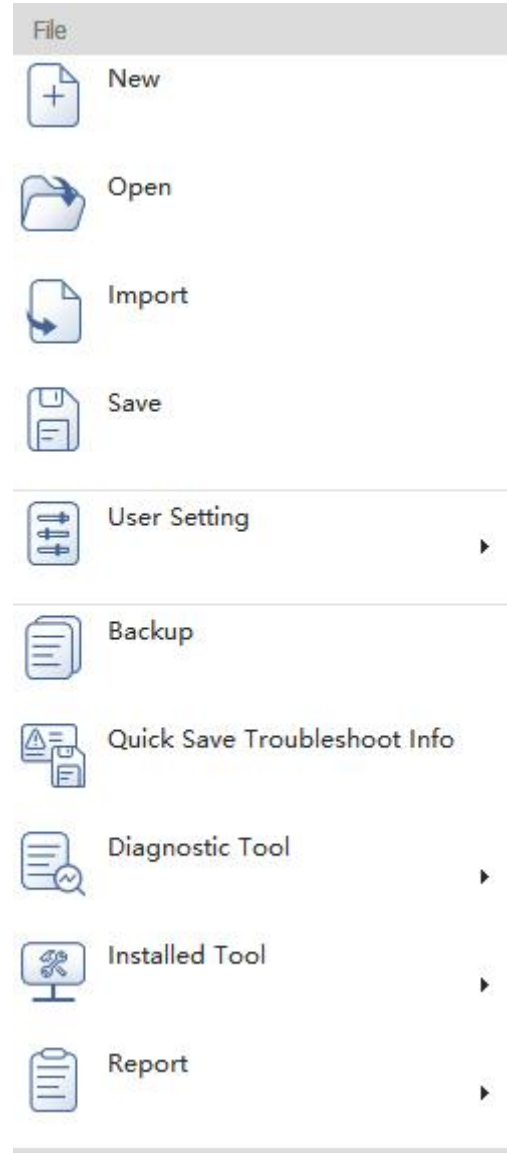 File
New
Open
Import
Save
User Setting
Backup
Quick Save Troubleshoot Info
Diagnostic Tool
Installed Tool
Report